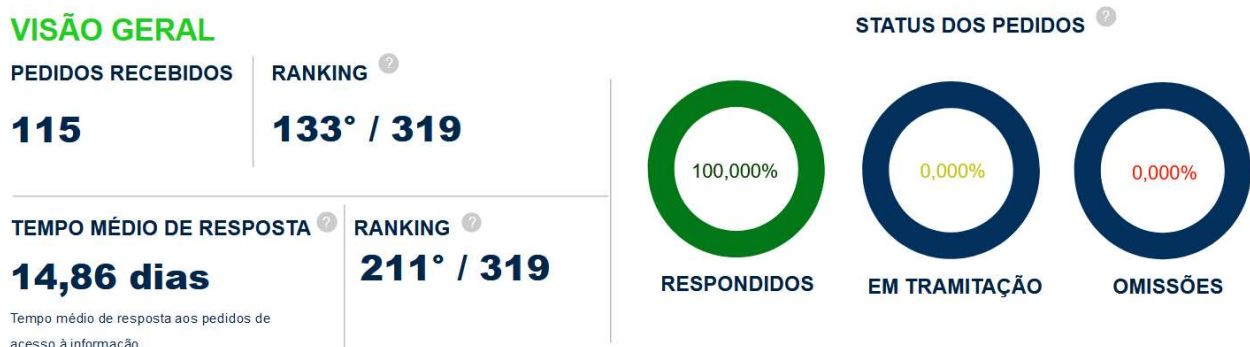 VISÃO GERAL
PEDIDOS RECEBIDOS
115
RANKING ?
133° / 319
TEMPO MÉDIO DE RESPOSTA ?
14,86 dias
Tempo médio de resposta aos pedidos de
acesso à informação
RANKING ?
211° / 319
STATUS DOS PEDIDOS ?
100,000%
RESPONDIDOS
0,000%
EM TRAMITAÇÃO
0,000%
OMISSÕES